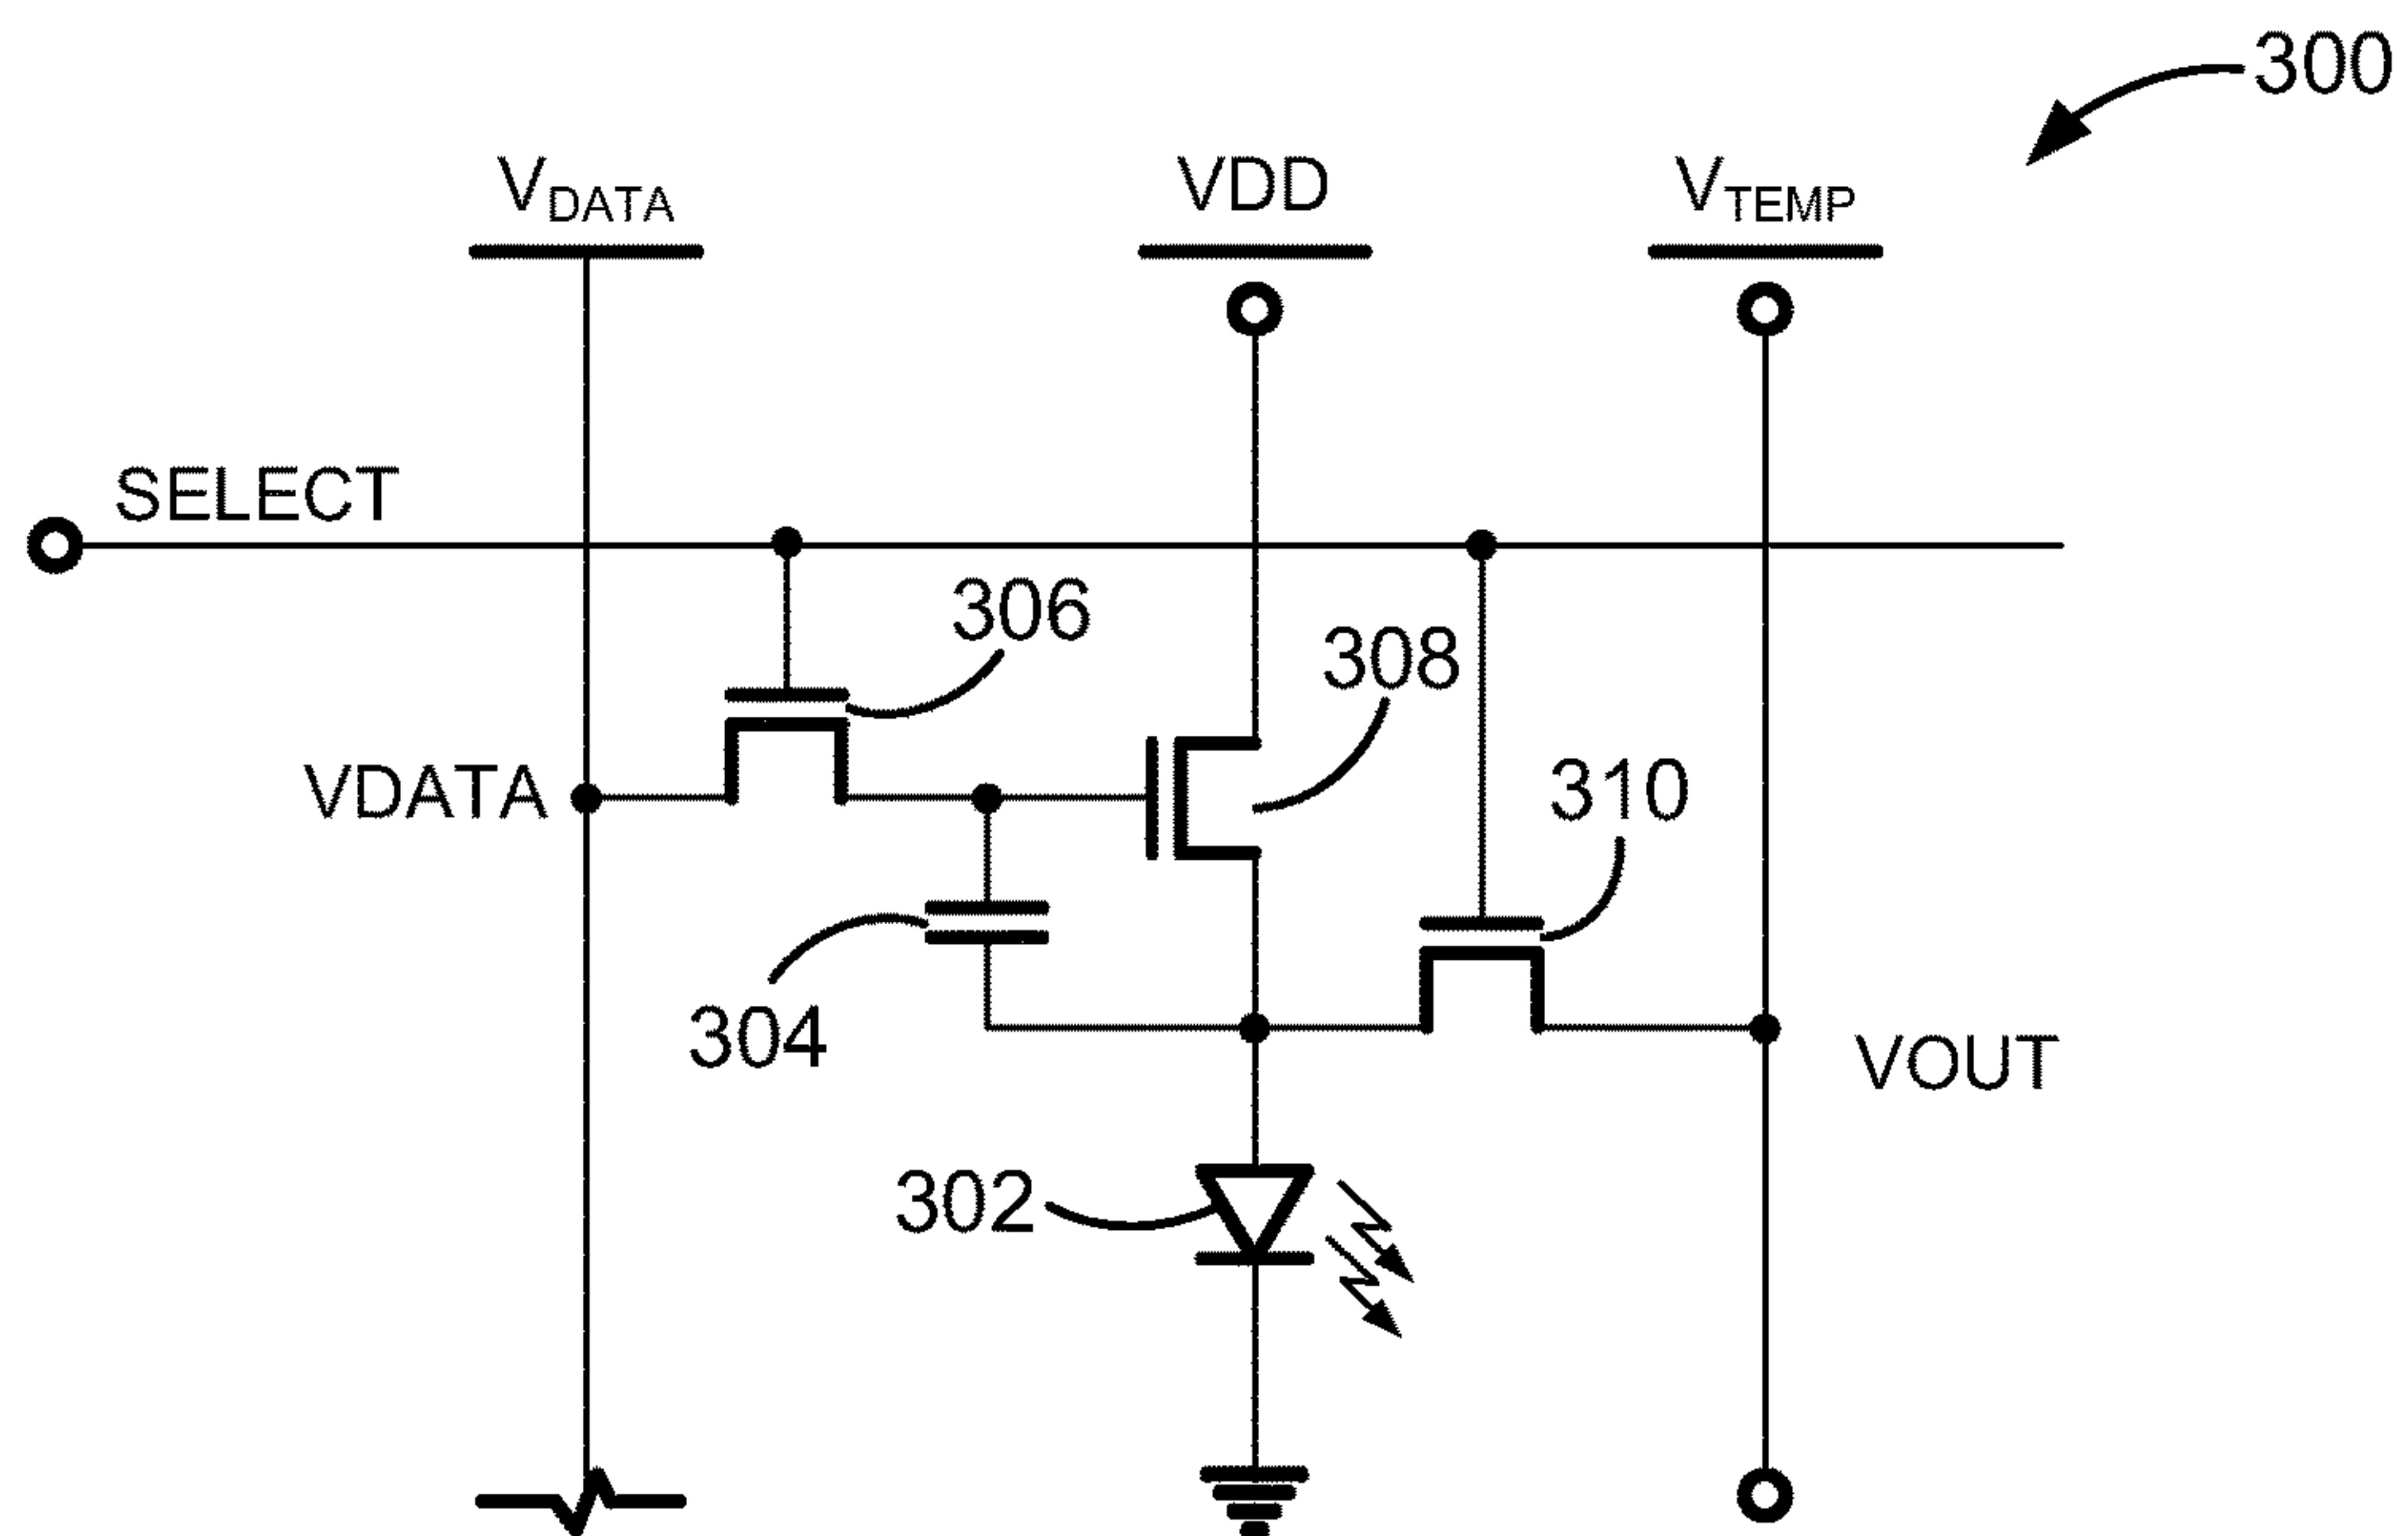 300
VDATA
VDD
VTEMP
SELECT
306
308
VDATA
310
304
VOUT
302